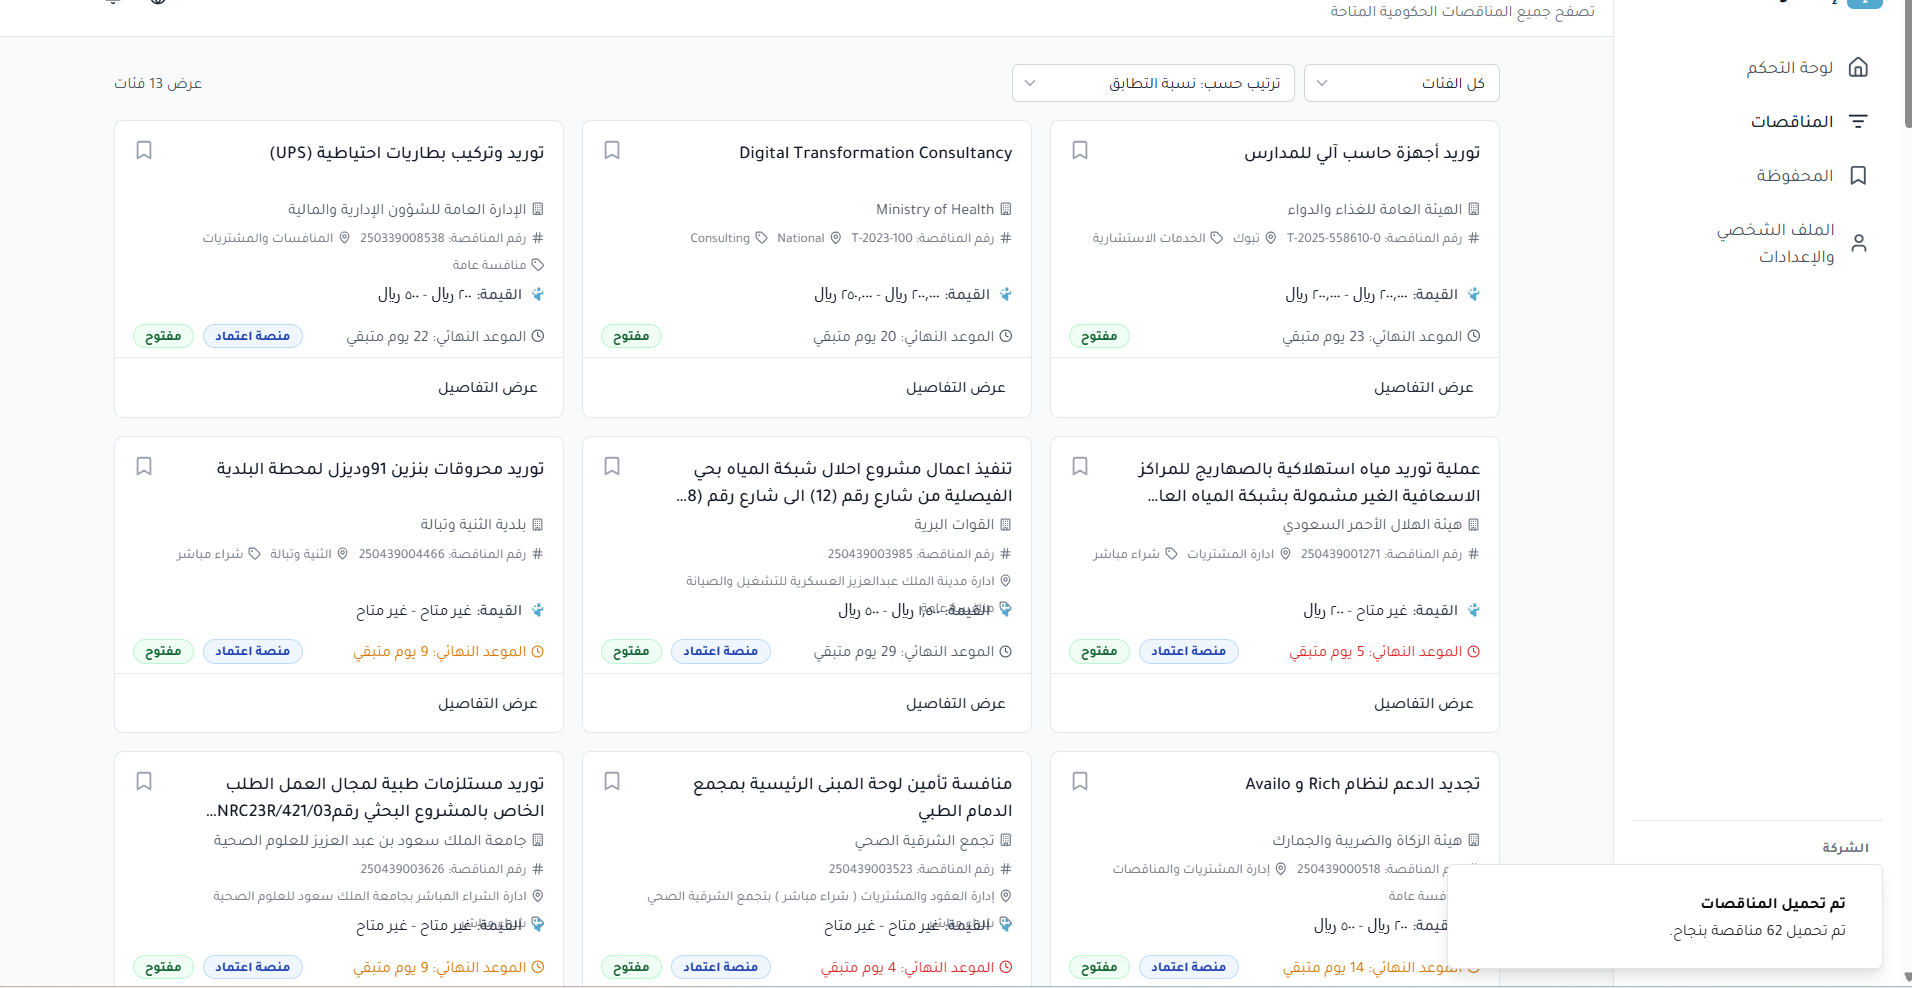 تصفح جميع المناقصات الحكومية المتاحة
لوحة التحكم
المناقصات
المحفوظة
الملف الشخصي
والإعدادات
الشركة
كل الفئات
ترتيب حسب: نسبة التطابق
عرض 13 فئات
توريد أجهزة حاسب آلي للمدارس
الهيئة العامة للغذاء والدواء
رقم المناقصة: T-2025-558610-0 تبوك الخدمات الاستشارية
القيمة: ٢٠٠,٠٠٠ ريال - ٢٠٠,٠٠٠ ريال
الموعد النهائي: 23 يوم متبقي
مفتوح
عرض التفاصيل
Digital Transformation Consultancy
Ministry of Health
رقم المناقصة: T-2023-100 National Consulting
القيمة: ٢٠٠,٠٠٠ ريال - ٢٥٠,٠٠٠ ريال
الموعد النهائي: 20 يوم متبقي
مفتوح
عرض التفاصيل
توريد وتركيب بطاريات احتياطية (UPS)
الإدارة العامة للشؤون الإدارية والمالية
رقم المناقصة: 250339008538 المنافسات والمشتريات
منافسة عامة
القيمة: ٢٠٠ ريال - ٥٠٠ ريال
الموعد النهائي: 22 يوم متبقي
منصة اعتماد
مفتوح
عرض التفاصيل
عملية توريد مياه استهلاكية بالصهاريج للمراكز
الاسعافية الغير مشمولة بشبكة المياه العا...
هيئة الهلال الأحمر السعودي
رقم المناقصة: 250439001271 ادارة المشتريات شراء مباشر
القيمة: غير متاح - ٢٠٠ ريال
الموعد النهائي: 5 يوم متبقي
منصة اعتماد
مفتوح
عرض التفاصيل
تنفيذ اعمال مشروع احلال شبكة المياه بحي
الفيصلية من شارع رقم (12) الى شارع رقم (8...
القوات البرية
رقم المناقصة: 250439003985
ادارة مدينة الملك عبدالعزيز العسكرية للتشغيل والصيانة
منافسة عامة
القيمة: ١,٥٠٠ ريال - ٥٠٠ ريال
الموعد النهائي: 29 يوم متبقي
منصة اعتماد
مفتوح
عرض التفاصيل
توريد محروقات بنزين 91وديزل لمحطة البلدية
بلدية الثنية وتبالة
رقم المناقصة: 250439004466 الثنية وتبالة شراء مباشر
القيمة: غير متاح - غير متاح
الموعد النهائي: 9 يوم متبقي
منصة اعتماد
مفتوح
عرض التفاصيل
تجديد الدعم لنظام Rich و Availo
هيئة الزكاة والضريبة والجمارك
المناقصة: 250439000518 إدارة المشتريات والمناقصات
فسة عامة
قيمة: ٢٠٠ ريال - ٥٠٠ ريال
الموعد النهائي: 14 يوم متبقي
منصة اعتماد
مفتوح
منافسة تأمين لوحة المبنى الرئيسية بمجمع
الدمام الطبي
تجمع الشرقية الصحي
رقم المناقصة: 250439003523
إدارة العقود والمشتريات ( شراء مباشر ) بتجمع الشرقية الصحي
شراء مباشر
القيمة: غير متاح - غير متاح
الموعد النهائي: 4 يوم متبقي
منصة اعتماد
مفتوح
توريد مستلزمات طبية لمجال العمل الطلب
الخاص بالمشروع البحثي رقمNRC23R/421/03...
جامعة الملك سعود بن عبد العزيز للعلوم الصحية
رقم المناقصة: 250439003626
ادارة الشراء المباشر بجامعة الملك سعود للعلوم الصحية
شراء مباشر
القيمة: غير متاح - غير متاح
الموعد النهائي: 9 يوم متبقي
منصة اعتماد
مفتوح
تم تحميل المناقصات
تم تحميل 62 مناقصة بنجاح.